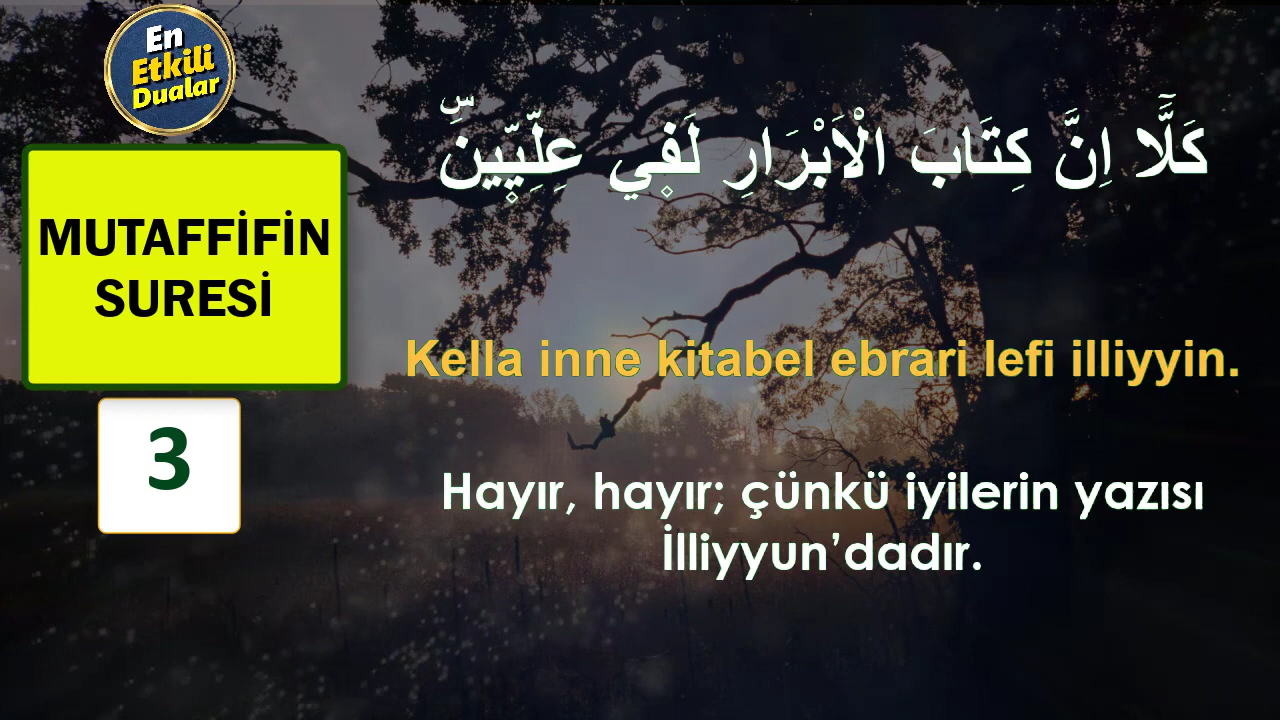 En
Etkili
Dualar
MUTAFFİFİN
SURESİ
3
كَلَّٓا اِنَّ كِتَابَ الْاَبْرَارِ لَف۪ي عِلِّيّ۪ينَۜ
Kella inne kitabel ebrari lefi illiyyin.
Hayır, hayır; çünkü iyilerin yazısı
İlliyyun’dadır.